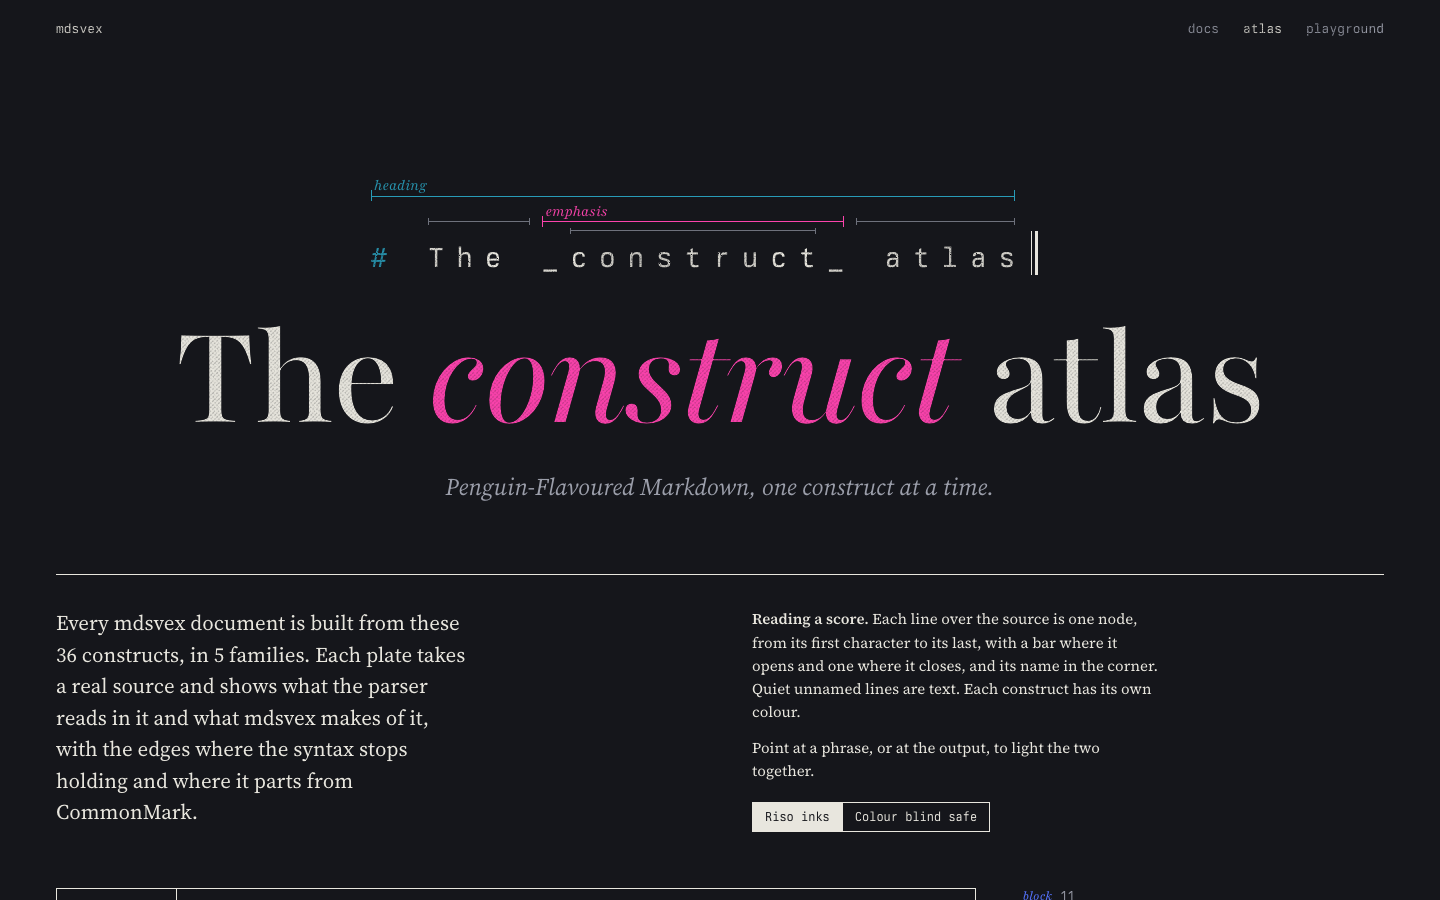 mdsvex
docs atlas playground
heading
emphasis
# The _construct_ atlas
The construct atlas
Penguin-Flavoured Markdown, one construct at a time.
Every mdsvex document is built from these
36 constructs, in 5 families. Each plate takes
a real source and shows what the parser
reads in it and what mdsvex makes of it,
with the edges where the syntax stops
holding and where it parts from
CommonMark.
Reading a score. Each line over the source is one node,
from its first character to its last, with a bar where it
opens and one where it closes, and its name in the corner.
Quiet unnamed lines are text. Each construct has its own
colour.
Point at a phrase, or at the output, to light the two
together.
Riso inks Colour blind safe
block 11